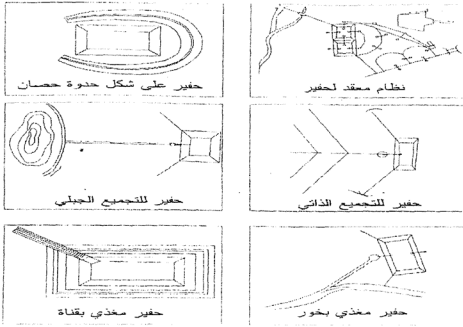 نظام معقد لحفير
حفير على شكل حدوة حصان
حفير للتجميع الذاتي
حفير للتجميع الجبلي
حفير مغذي بخور
حفير مغذي بقناة